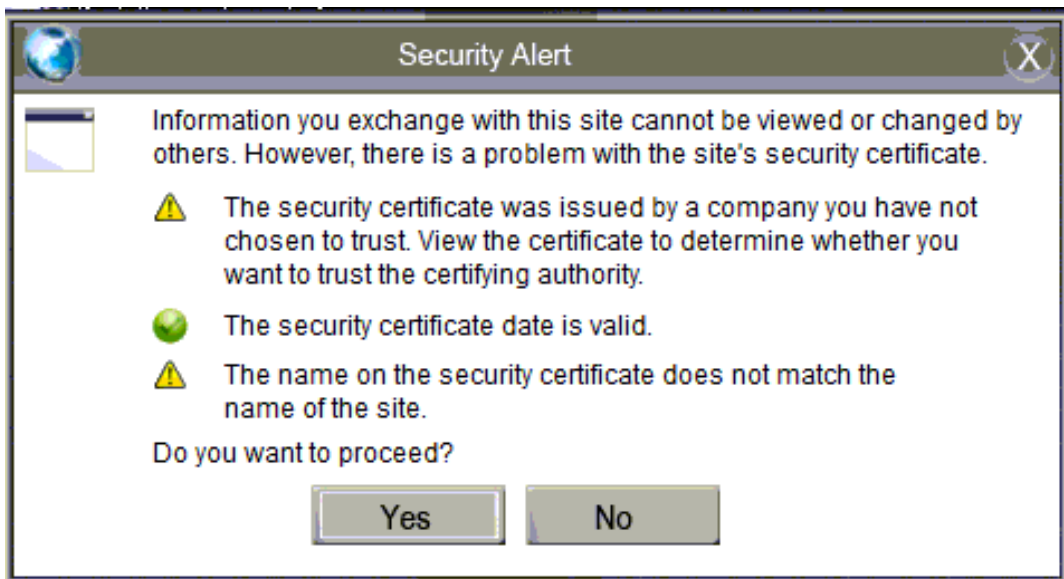 Security Alert
X
Information you exchange with this site cannot be viewed or changed by
others. However, there is a problem with the site's security certificate.
The security certificate was issued by a company you have not
chosen to trust. View the certificate to determine whether you
want to trust the certifying authority.
The security certificate date is valid.
The name on the security certificate does not match the
name of the site.
Do you want to proceed?
Yes No